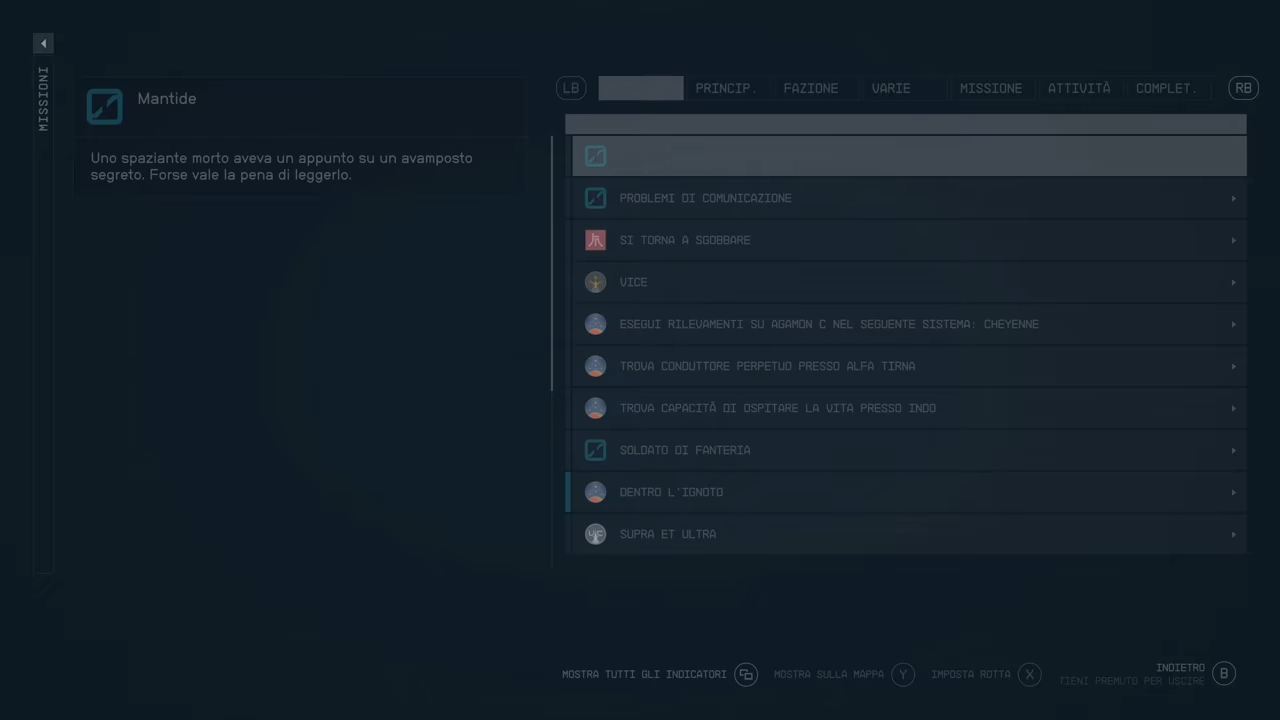 MISSIONI
Mantide
Uno spaziante morto aveva un appunto su un avamposto
segreto. Forse vale la pena di leggerlo.
LB
PRINCIP.
FAZIONE
VARIE
MISSIONE
ATTIVITÀ
COMPLET.
RB
PROBLEMI DI COMUNICAZIONE
SI TORNA A SGOBBARE
VICE
ESEGUI RILEVAMENTI SU AGAMON C NEL SEGUENTE SISTEMA: CHEYENNE
TROVA CONDUTTORE PERPETUO PRESSO ALFA TIRNA
TROVA CAPACITÀ DI OSPITARE LA VITA PRESSO INDO
SOLDATO DI FANTERIA
DENTRO L'IGNOTO
UC
SUPRA ET ULTRA
MOSTRA TUTTI GLI INDICATORI
MOSTRA SULLA MAPPA Y
IMPOSTA ROTTA X
INDIETRO B
TIENI PREMUTO PER USCIRE